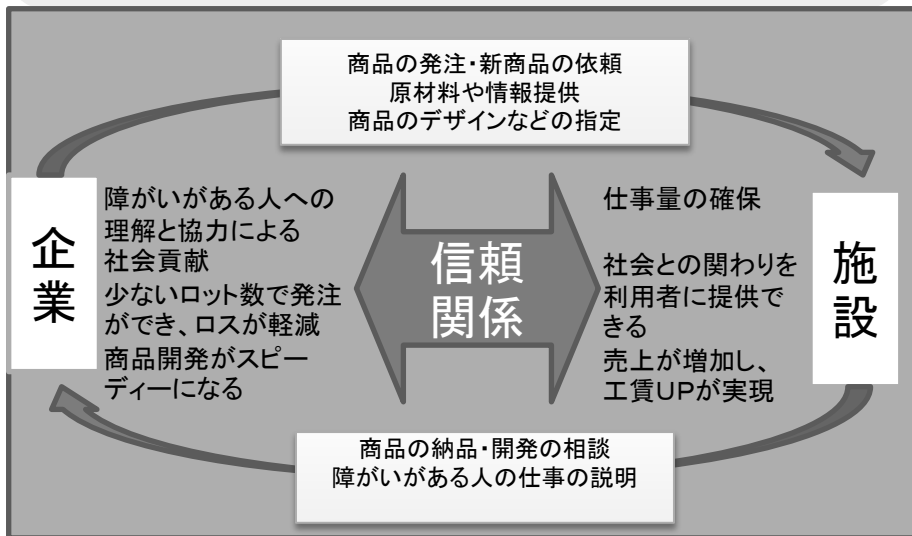 商品の発注・新商品の依頼
原材料や情報提供
商品のデザインなどの指定
企
業
障がいがある人への
理解と協力による
社会貢献
少ないロット数で発注
ができ、ロスが軽減
商品開発がスピー
ディーになる
信頼
関係
仕事量の確保
社会との関わりを
利用者に提供で
きる
売上が増加し、
工賃UPが実現
施
設
商品の納品・開発の相談
障がいがある人の仕事の説明